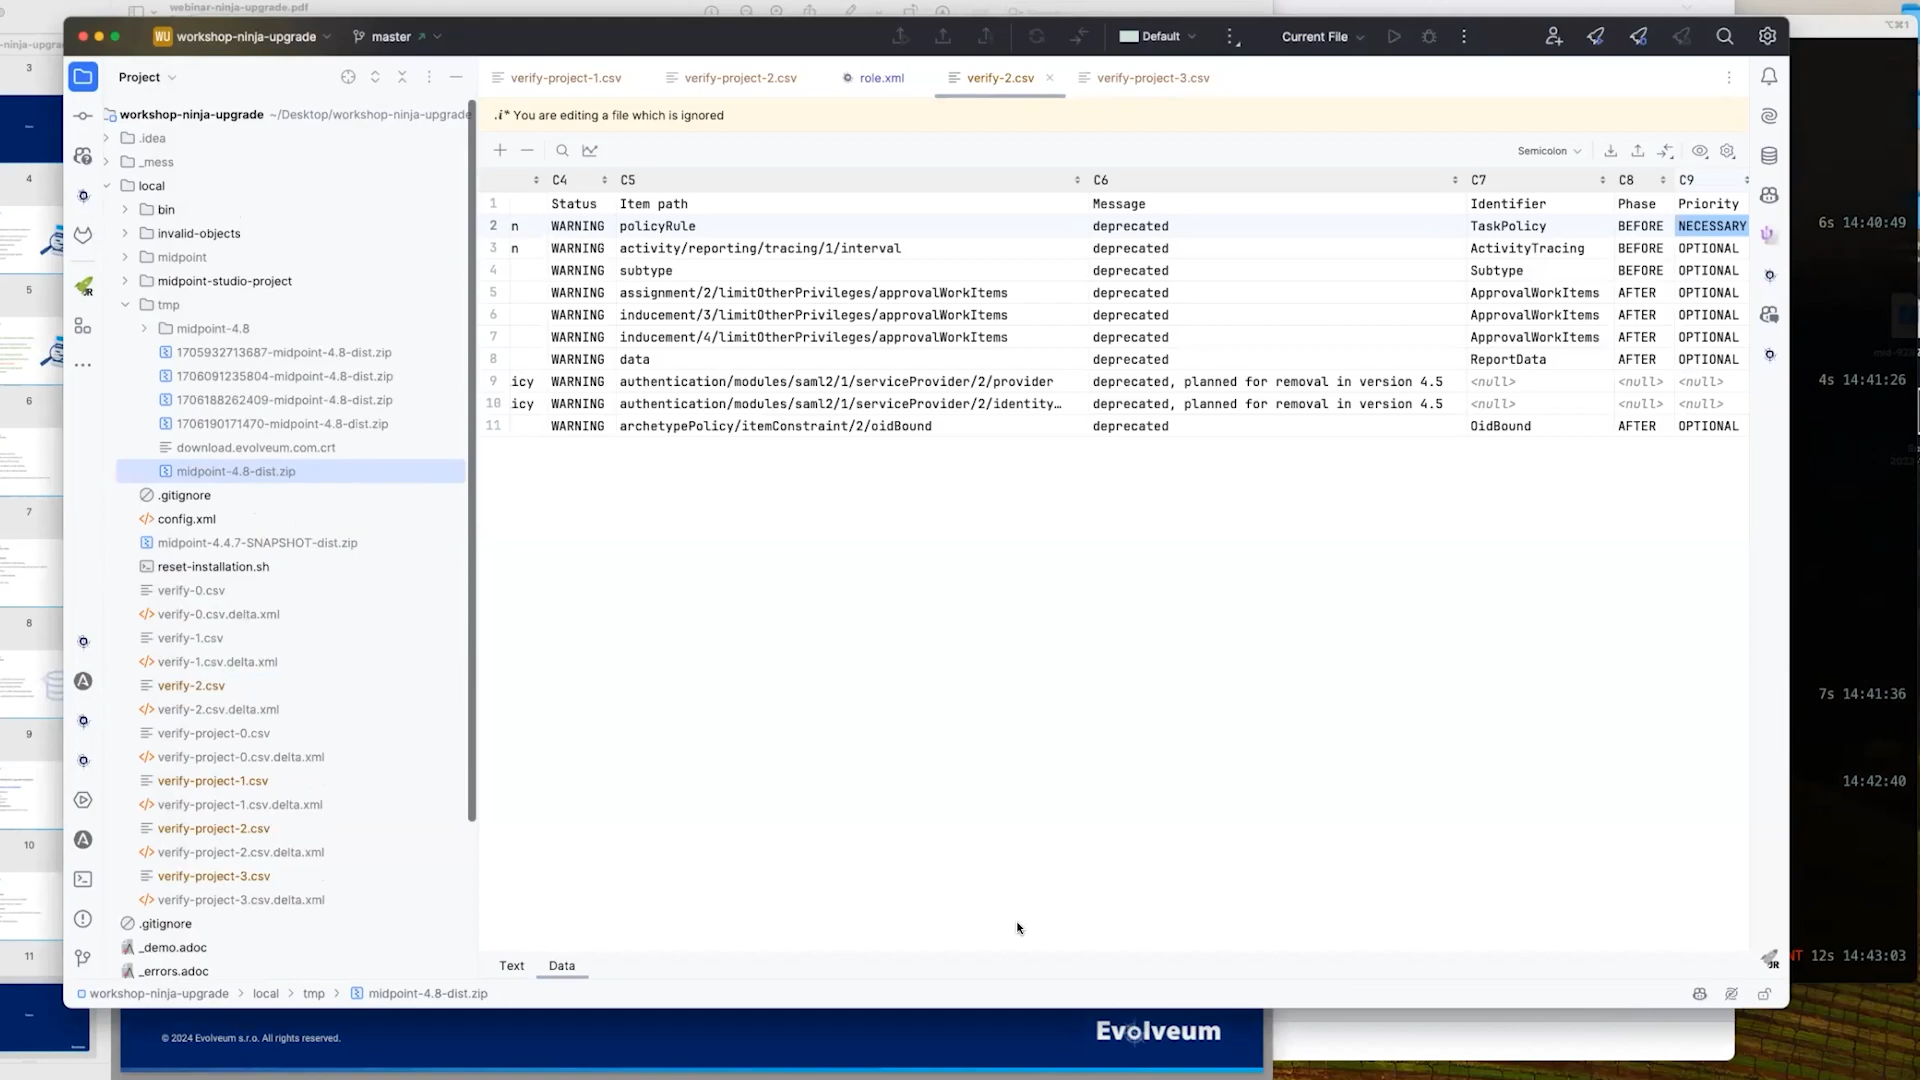 webinar-ninja-upgrade.pdf
workshop-ninja-upgrade
master
Default
Current File
Project
verify-project-1.csv
verify-project-2.csv
role.xml
verify-2.csv
verify-project-3.csv
workshop-ninja-upgrade ~/Desktop/workshop-ninja-upgrade
.idea
_mess
local
bin
invalid-objects
midpoint
midpoint-studio-project
tmp
midpoint-4.8
1705932713687-midpoint-4.8-dist.zip
1706091235804-midpoint-4.8-dist.zip
1706188262409-midpoint-4.8-dist.zip
1706190171470-midpoint-4.8-dist.zip
download.evolveum.com.crt
midpoint-4.8-dist.zip
.gitignore
config.xml
midpoint-4.4.7-SNAPSHOT-dist.zip
reset-installation.sh
verify-0.csv
verify-0.csv.delta.xml
verify-1.csv
verify-1.csv.delta.xml
verify-2.csv
verify-2.csv.delta.xml
verify-project-0.csv
verify-project-0.csv.delta.xml
verify-project-1.csv
verify-project-1.csv.delta.xml
verify-project-2.csv
verify-project-2.csv.delta.xml
verify-project-3.csv
verify-project-3.csv.delta.xml
.gitignore
_demo.adoc
_errors.adoc
You are editing a file which is ignored
Semicolon
C4 C5 C6 C7 C8 C9
1 Status Item path Message Identifier Phase Priority
2 n WARNING policyRule deprecated TaskPolicy BEFORE NECESSARY
3 n WARNING activity/reporting/tracing/1/interval deprecated ActivityTracing BEFORE OPTIONAL
4 WARNING subtype deprecated Subtype BEFORE OPTIONAL
5 WARNING assignment/2/limitOtherPrivileges/approvalWorkItems deprecated ApprovalWorkItems AFTER OPTIONAL
6 WARNING inducement/3/limitOtherPrivileges/approvalWorkItems deprecated ApprovalWorkItems AFTER OPTIONAL
7 WARNING inducement/4/limitOtherPrivileges/approvalWorkItems deprecated ApprovalWorkItems AFTER OPTIONAL
8 WARNING data deprecated ReportData AFTER OPTIONAL
9 icy WARNING authentication/modules/saml2/1/serviceProvider/2/provider deprecated, planned for removal in version 4.5 <null> <null> <null>
10 icy WARNING authentication/modules/saml2/1/serviceProvider/2/identity… deprecated, planned for removal in version 4.5 <null> <null> <null>
11 WARNING archetypePolicy/itemConstraint/2/oidBound deprecated OidBound AFTER OPTIONAL
Text Data
workshop-ninja-upgrade > local > tmp > midpoint-4.8-dist.zip
© 2024 Evolveum s.r.o. All rights reserved.
Evolveum
3
4
5
6
7
8
9
10
11
6s 14:40:49
4s 14:41:26
7s 14:41:36
14:42:40
NT 12s 14:43:03